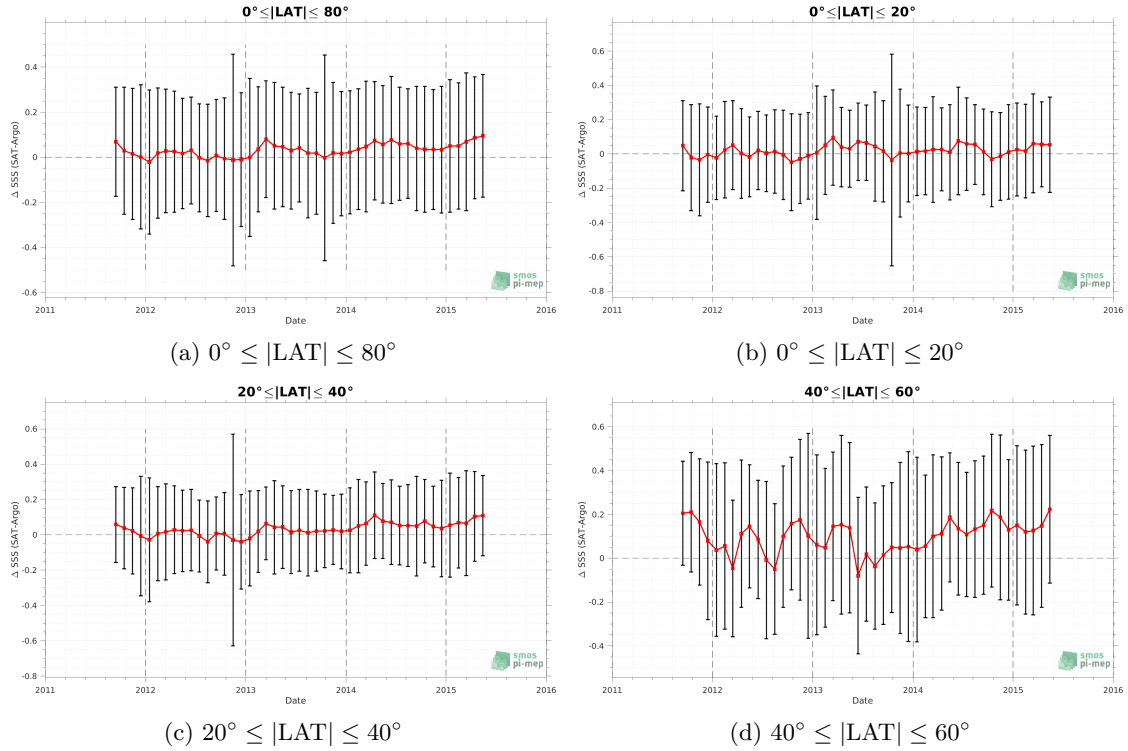 0°≤|LAT|≤ 80°
Δ SSS (SAT-Argo)
0.4
0.2
0
-0.2
-0.4
-0.6
2011
2012
2013
2014
2015
2016
Date
smos
pi-mep
(a) 0° ≤ |LAT| ≤ 80°
0°≤|LAT|≤ 20°
Δ SSS (SAT-Argo)
0.6
0.4
0.2
0
-0.2
-0.4
-0.6
-0.8
2011
2012
2013
2014
2015
2016
Date
smos
pi-mep
(b) 0° ≤ |LAT| ≤ 20°
20°≤|LAT|≤ 40°
Δ SSS (SAT-Argo)
0.6
0.4
0.2
0
-0.2
-0.4
-0.6
-0.8
2011
2012
2013
2014
2015
2016
Date
smos
pi-mep
(c) 20° ≤ |LAT| ≤ 40°
40°≤|LAT|≤ 60°
Δ SSS (SAT-Argo)
0.6
0.4
0.2
0
-0.2
-0.4
2011
2012
2013
2014
2015
2016
Date
smos
pi-mep
(d) 40° ≤ |LAT| ≤ 60°